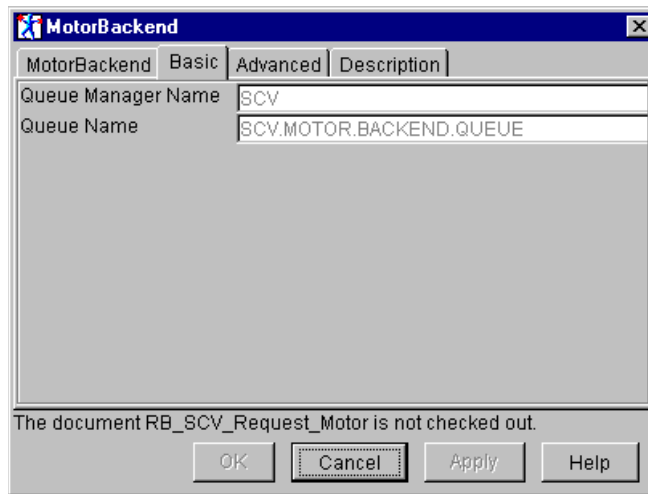 MotorBackend
MotorBackend Basic Advanced Description
Queue Manager Name SCV
Queue Name SCV.MOTOR.BACKEND.QUEUE
The document RB_SCV_Request_Motor is not checked out.
OK Cancel Apply Help